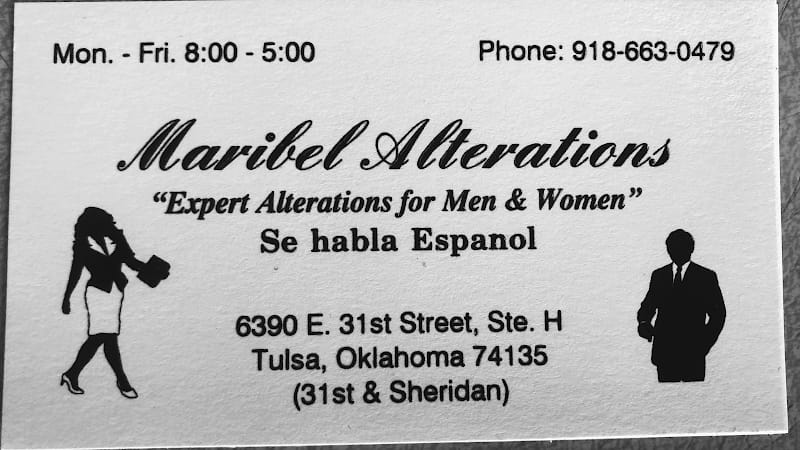 Mon. - Fri. 8:00 - 5:00 Phone: 918-663-0479
Maribel Alterations
“Expert Alterations for Men & Women”
Se habla Espanol
6390 E. 31st Street, Ste. H
Tulsa, Oklahoma 74135
(31st & Sheridan)